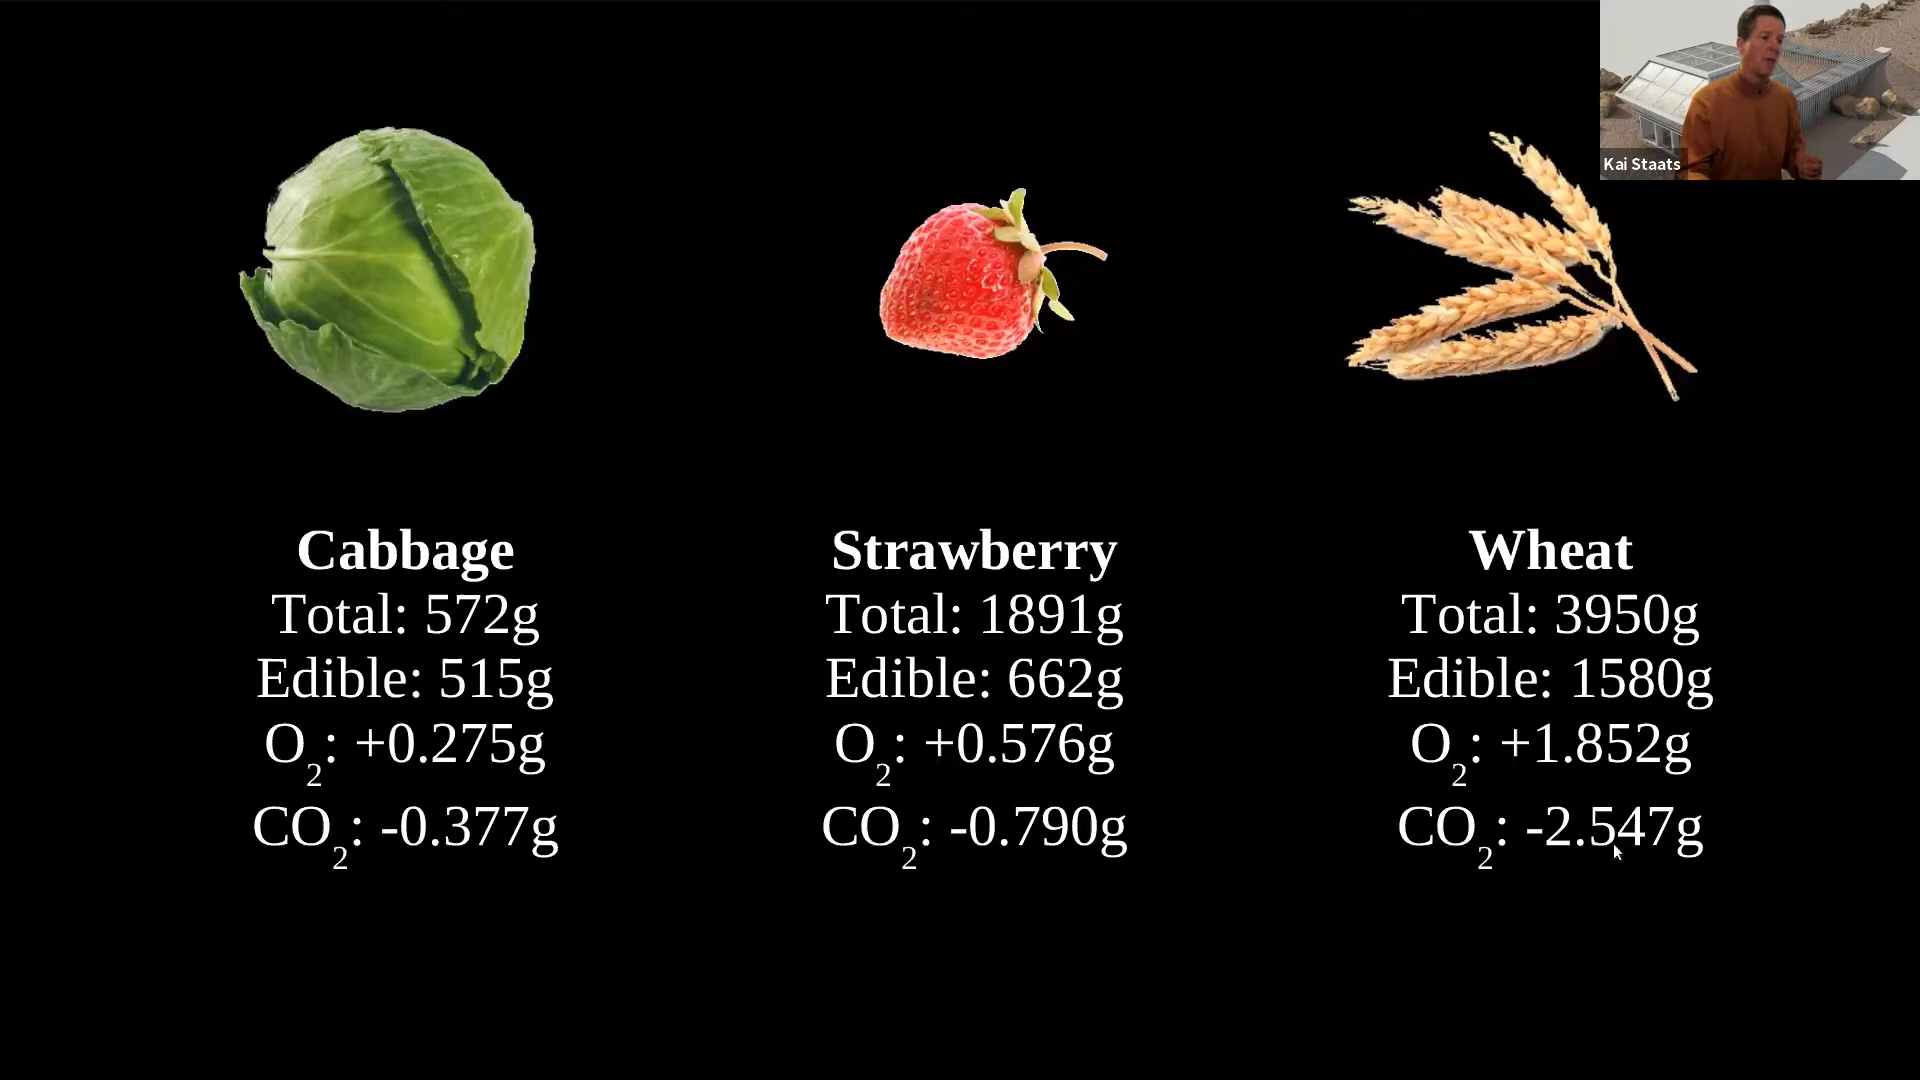 Kai Staats
Cabbage
Total: 572g
Edible: 515g
O2: +0.275g
CO2: -0.377g
Strawberry
Total: 1891g
Edible: 662g
O2: +0.576g
CO2: -0.790g
Wheat
Total: 3950g
Edible: 1580g
O2: +1.852g
CO2: -2.547g